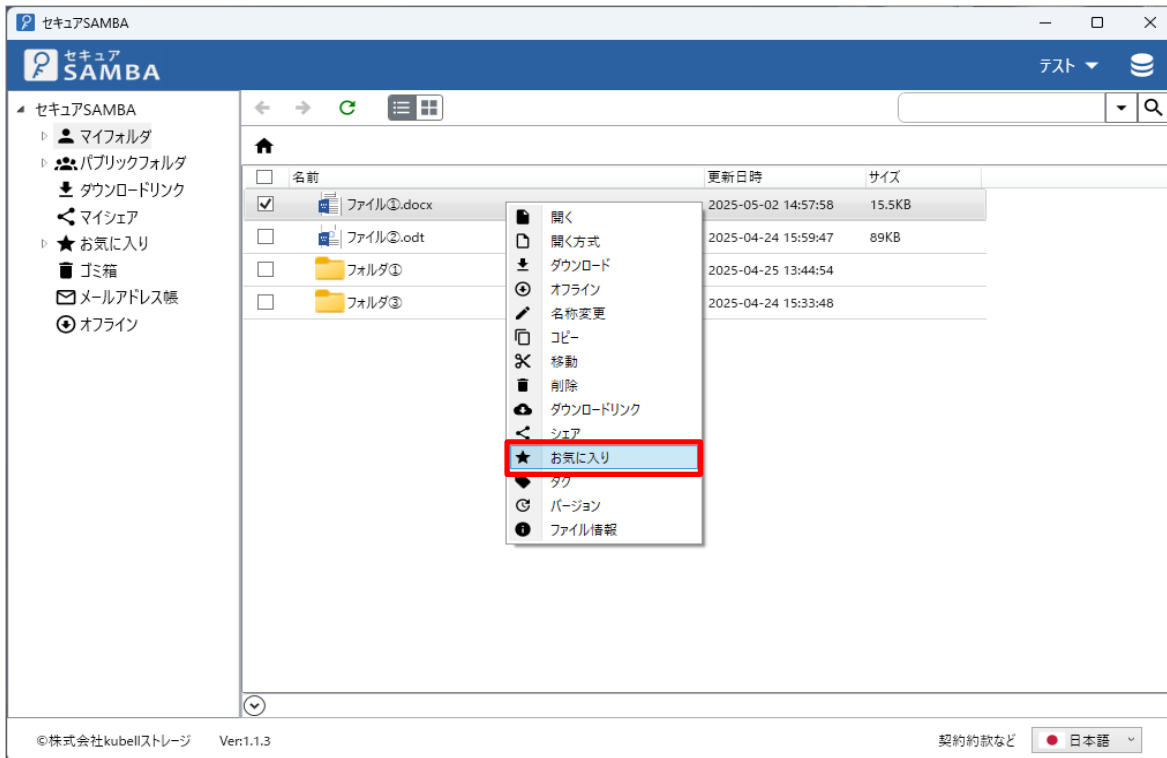 セキュアSAMBA
セキュア
SAMBA
テスト
セキュアSAMBA
マイフォルダ
パブリックフォルダ
ダウンロードリンク
マイシェア
お気に入り
ゴミ箱
メールアドレス帳
オフライン
名前 更新日時 サイズ
ファイル①.docx 2025-05-02 14:57:58 15.5KB
ファイル②.odt 2025-04-24 15:59:47 89KB
フォルダ① 2025-04-25 13:44:54
フォルダ③ 2025-04-24 15:33:48
開く
開く方式
ダウンロード
オフライン
名称変更
コピー
移動
削除
ダウンロードリンク
シェア
お気に入り
タグ
バージョン
ファイル情報
©株式会社kubellストレージ Ver:1.1.3 契約約款など 日本語